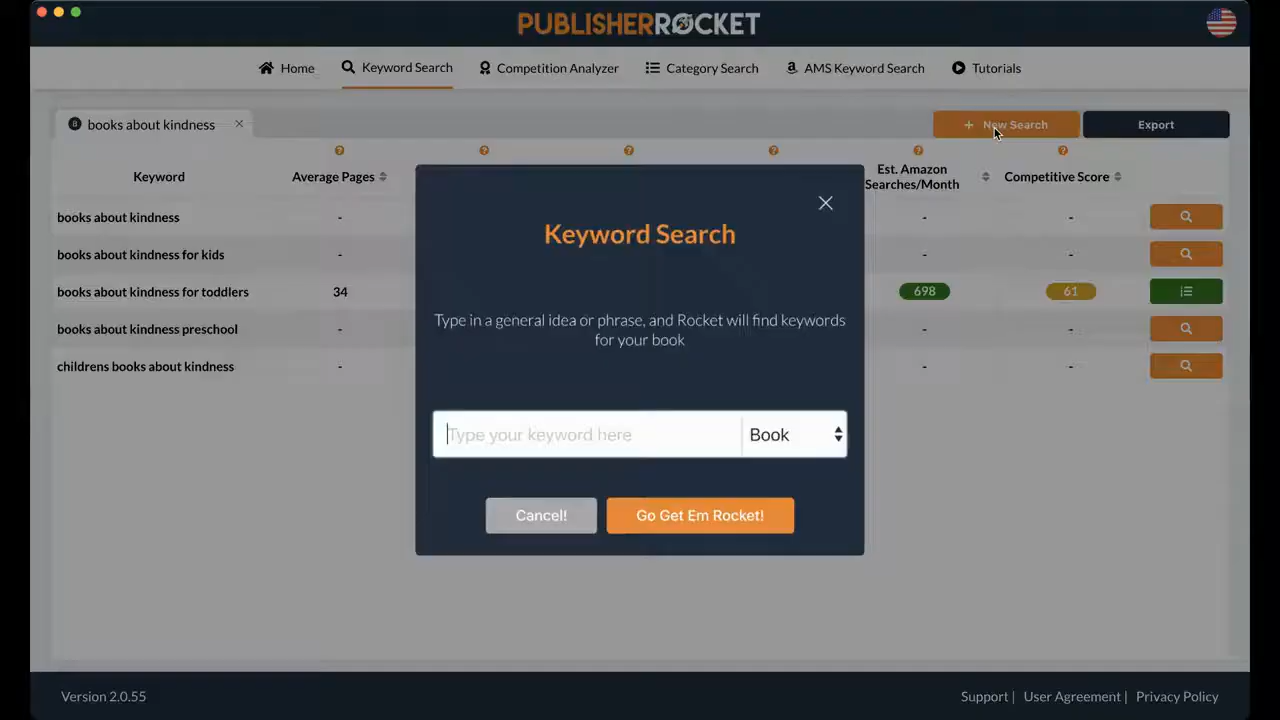 PUBLISHERROCKET
Home
Keyword Search
Competition Analyzer
Category Search
AMS Keyword Search
Tutorials
8 books about kindness
+ New Search
Export
Keyword
Average Pages
Est. Amazon
Searches/Month
Competitive Score
books about kindness - - -
books about kindness for kids - - -
books about kindness for toddlers 34 698 61
books about kindness preschool - - -
childrens books about kindness - - -
Keyword Search
Type in a general idea or phrase, and Rocket will find keywords
for your book
Type your keyword here
Book
Cancel!
Go Get Em Rocket!
Version 2.0.55
Support |
User Agreement |
Privacy Policy